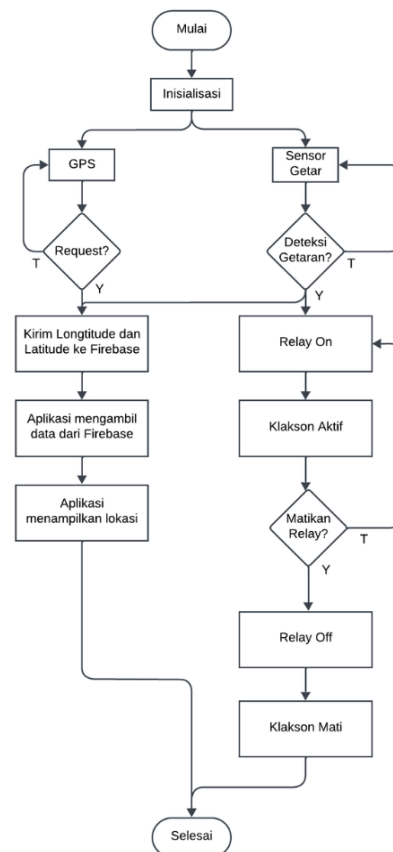 Mulai
Inisialisasi
GPS
Sensor
Getar
Request?
T
Y
Deteksi
Getaran?
T
Y
Kirim Longtitude dan
Latitude ke Firebase
Relay On
Aplikasi mengambil
data dari Firebase
Klakson Aktif
Aplikasi
menampilkan lokasi
Matikan
Relay?
T
Y
Relay Off
Klakson Mati
Selesai